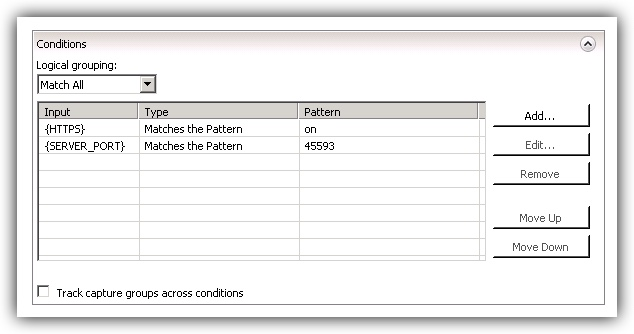 Conditions
Logical grouping:
Match All
Input Type Pattern
{HTTPS} Matches the Pattern on
{SERVER_PORT} Matches the Pattern 45593
Add...
Edit...
Remove
Move Up
Move Down
Track capture groups across conditions